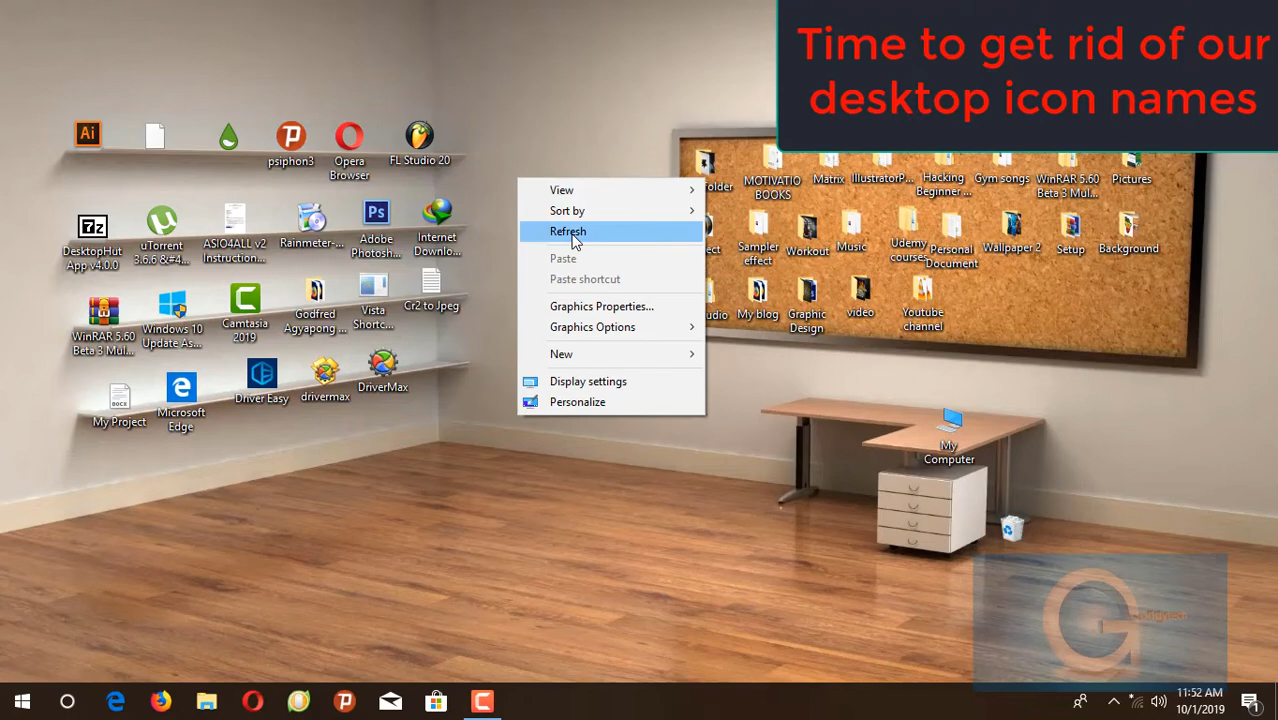 Time to get rid of our
desktop icon names
Ai
psiphon3
Opera
Browser
FL Studio 20
DesktopHut
App v4.0.0
uTorrent
3.6.6 &#4...
ASIO4ALL v2
Instruction...
Rainmeter-...
Ps
Adobe
Photosh...
Internet
Downlo...
WinRAR 5.60
Beta 3 Mul...
Windows 10
Update As...
Camtasia
2019
Godfred
Agyapong ...
Vista
Shortc...
Cr2 to Jpeg
DOCX
My Project
Microsoft
Edge
Driver Easy
drivermax
DriverMax
View
Sort by
Refresh
Paste
Paste shortcut
Graphics Properties...
Graphics Options
New
Display settings
Personalize
MOTIVATIO
BOOKS
Matrix
IllustratorP...
Hacking
Beginner ...
Gym songs
WinRAR 5.60
Beta 3 Mul...
Pictures
Sampler
effect
Workout
Music
Udemy
courses
Personal
Document
Wallpaper 2
Setup
Background
My blog
Graphic
Design
video
Youtube
channel
My
Computer
11:52 AM
10/1/2019
1